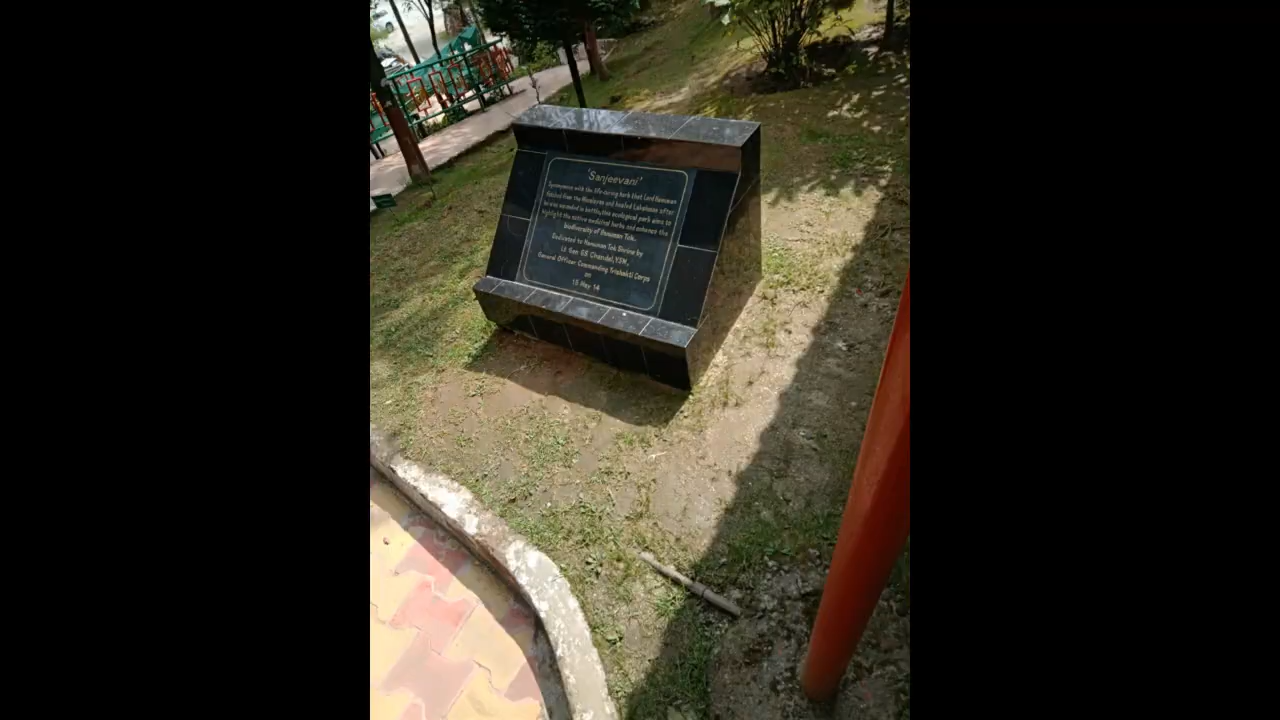 'Sanjeevani'
Synonymous with the life-saving herb that Lord Hanuman
fetched from the Himalayas and healed Lakshman after
he was wounded in battle, this ecological park aims to
highlight the native medicinal herbs and enhance the
biodiversity of Hanuman Tok.
Dedicated to Hanuman Tok Shrine by
Lt Gen GS Chandel, VSM,
General Officer Commanding Trishakti Corps
on
15 May 14